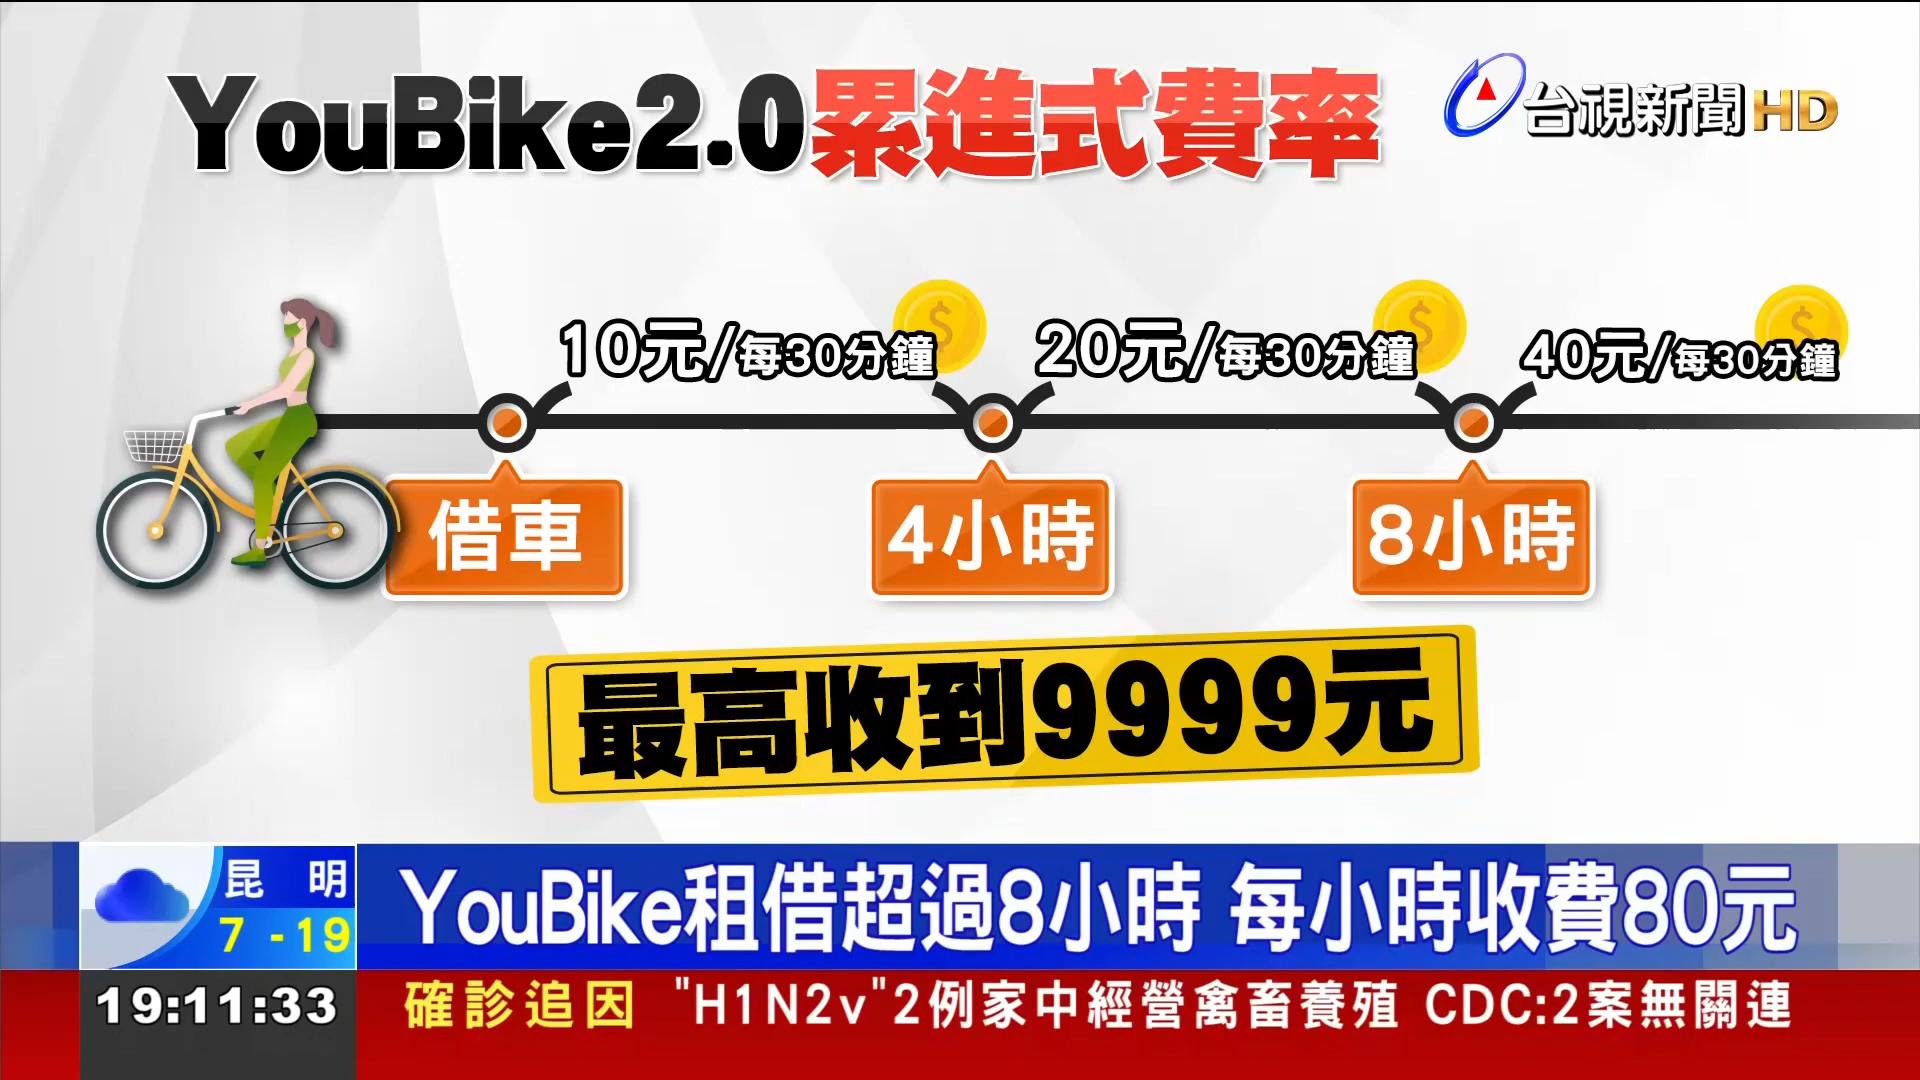 YouBike2.0累進式費率
台視新聞HD
10元/每30分鐘
20元/每30分鐘
40元/每30分鐘
借車
4小時
8小時
最高收到9999元
昆明
7 -19
YouBike租借超過8小時 每小時收費80元
19:11:33
確診追因 "H1N2v"2例家中經營禽畜養殖 CDC:2案無關連